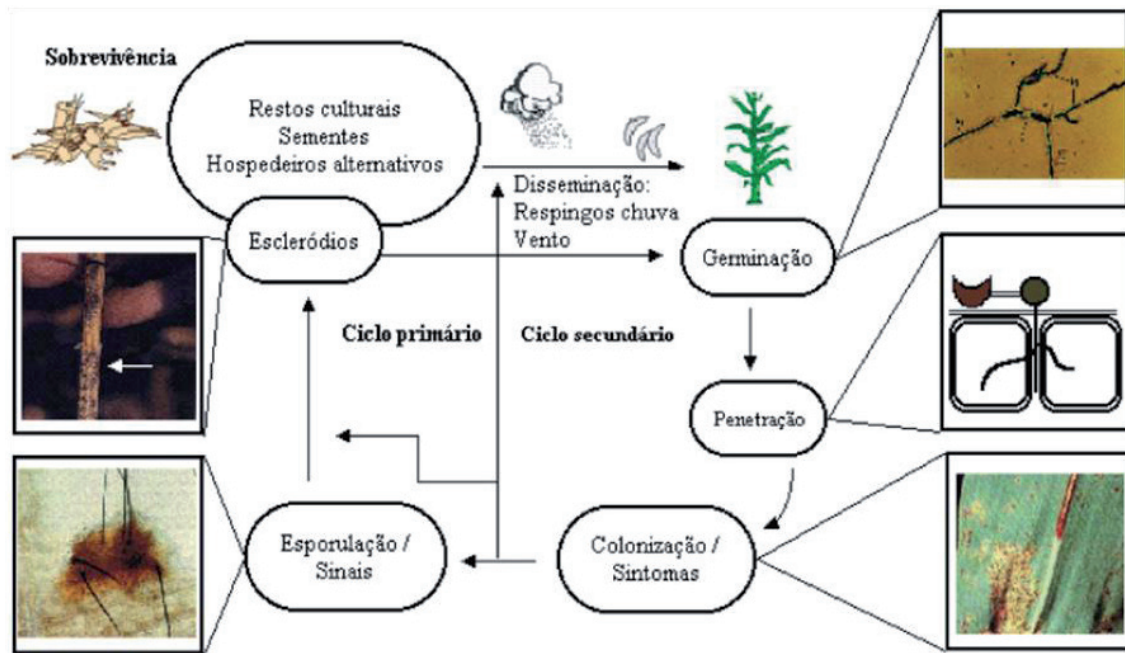 Sobrevivência
Restos culturais
Sementes
Hospedeiros alternativos
Disseminação:
Respingos chuva
Vento
Escleródios
Germinação
Ciclo primário
Ciclo secundário
Penetração
Esporulação /
Sinais
Colonização /
Sintomas